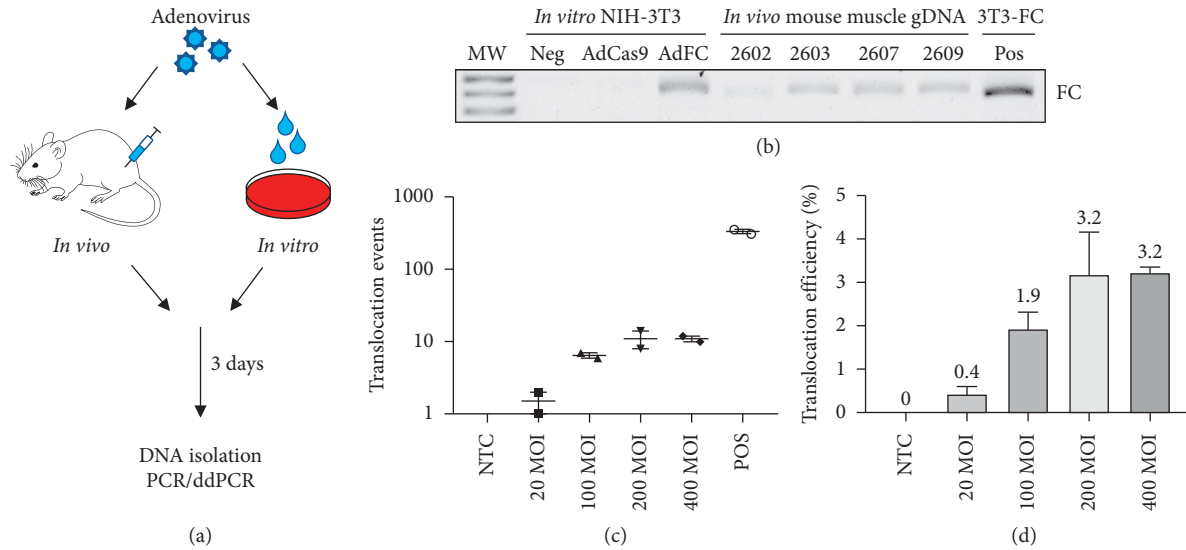 Adenovirus
In vivo
In vitro
3 days
DNA isolation
PCR/ddPCR
(a)
In vitro NIH-3T3 In vivo mouse muscle gDNA 3T3-FC
MW Neg AdCas9 AdFC 2602 2603 2607 2609 Pos
FC
(b)
Translocation events
1000
100
10
1
NTC
20 MOI
100 MOI
200 MOI
400 MOI
POS
(c)
Translocation efficiency (%)
5
4
3
2
1
0
0
0.4
1.9
3.2
3.2
NTC
20 MOI
100 MOI
200 MOI
400 MOI
(d)